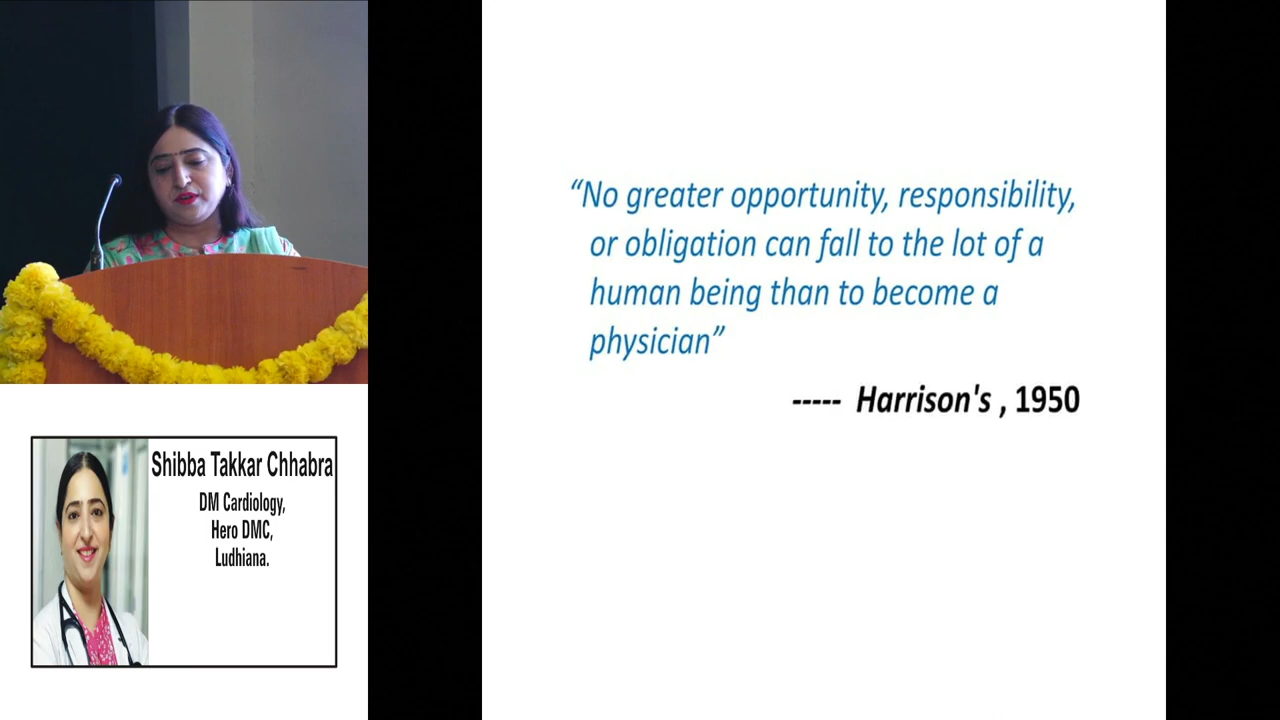 “No greater opportunity, responsibility,
or obligation can fall to the lot of a
human being than to become a
physician”
----- Harrison's , 1950
Shibba Takkar Chhabra
DM Cardiology,
Hero DMC,
Ludhiana.